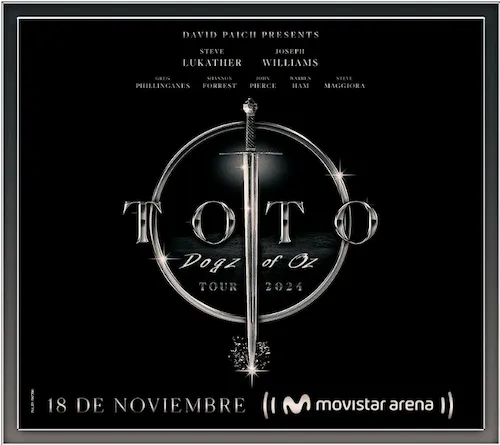 DAVID PAICH PRESENTS
STEVE LUKATHER
JOSEPH WILLIAMS
GREG PHILLINGANES
SHANNON FORREST
JOHN PIERCE
WARREN HAM
STEVE MAGGIORA
TOTO
Dogz of Oz
TOUR 2024
18 DE NOVIEMBRE
movistar arena